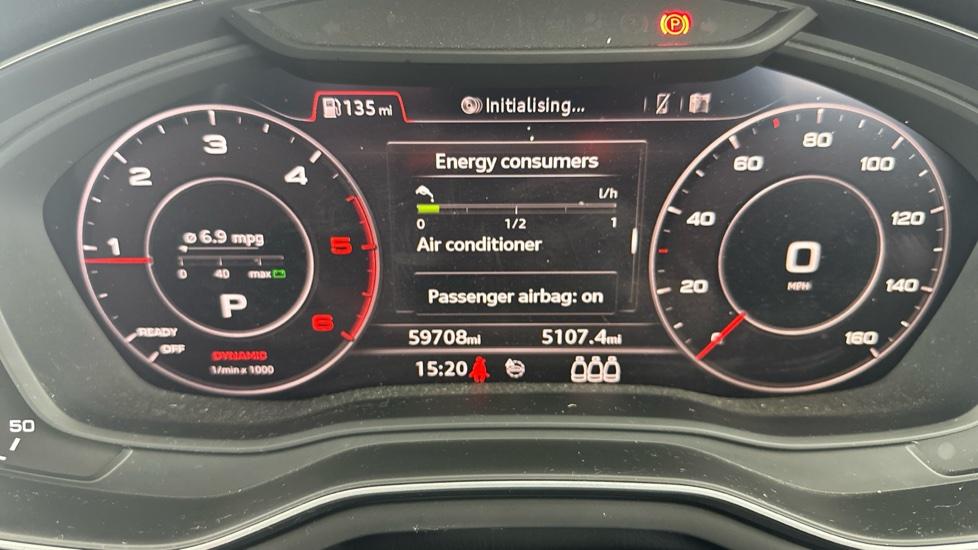 P
135 mi
Initialising...
Energy consumers
l/h
0 1/2 1
Air conditioner
Passenger airbag: on
59708mi 5107.4mi
15:20
1 2 3 4 5 6
ø 6.9 mpg
0 40 max
P
READY
OFF
DYNAMIC
1/min x 1000
0 20 40 60 80 100 120 140 160
0
MPH
50